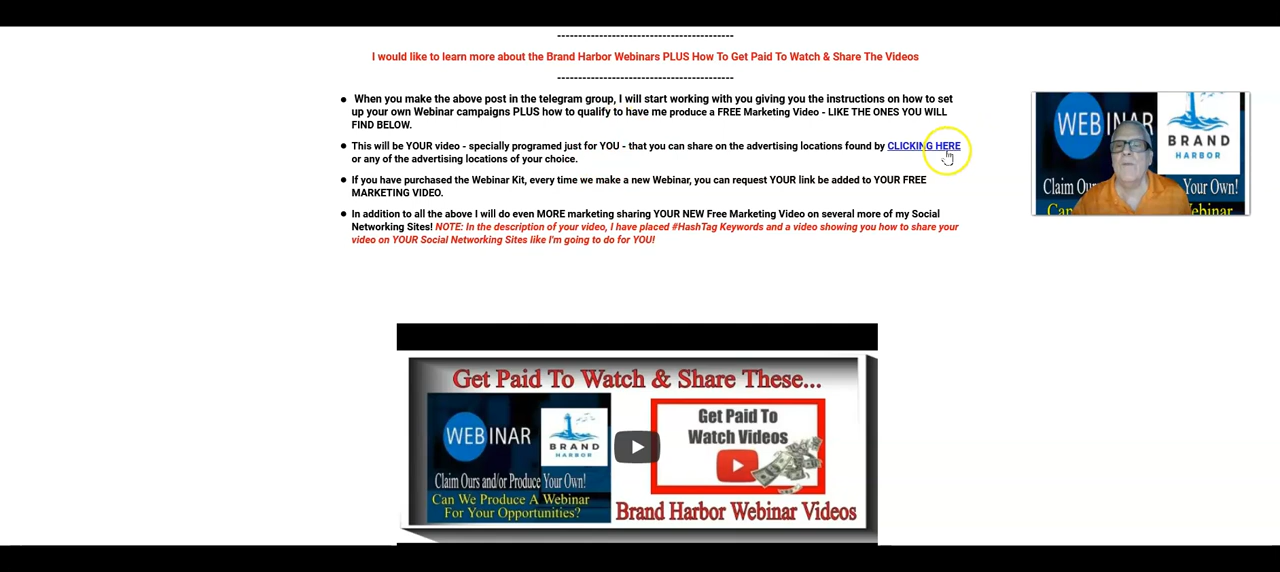 -------------------------------------------
I would like to learn more about the Brand Harbor Webinars PLUS How To Get Paid To Watch & Share The Videos
-------------------------------------------
● When you make the above post in the telegram group, I will start working with you giving you the instructions on how to set
up your own Webinar campaigns PLUS how to qualify to have me produce a FREE Marketing Video - LIKE THE ONES YOU WILL
FIND BELOW.
● This will be YOUR video - specially programed just for YOU - that you can share on the advertising locations found by CLICKING HERE
or any of the advertising locations of your choice.
● If you have purchased the Webinar Kit, every time we make a new Webinar, you can request YOUR link be added to YOUR FREE
MARKETING VIDEO.
● In addition to all the above I will do even MORE marketing sharing YOUR NEW Free Marketing Video on several more of my Social
Networking Sites! NOTE: In the description of your video, I have placed #HashTag Keywords and a video showing you how to share your
video on YOUR Social Networking Sites like I'm going to do for YOU!
WEBINAR
BRAND
HARBOR
Claim Our Your Own!
Can ebinar
Get Paid To Watch & Share These...
WEBINAR
BRAND
HARBOR
Claim Ours and/or Produce Your Own!
Can We Produce A Webinar
For Your Opportunities?
Get Paid To
Watch Videos
Brand Harbor Webinar Videos